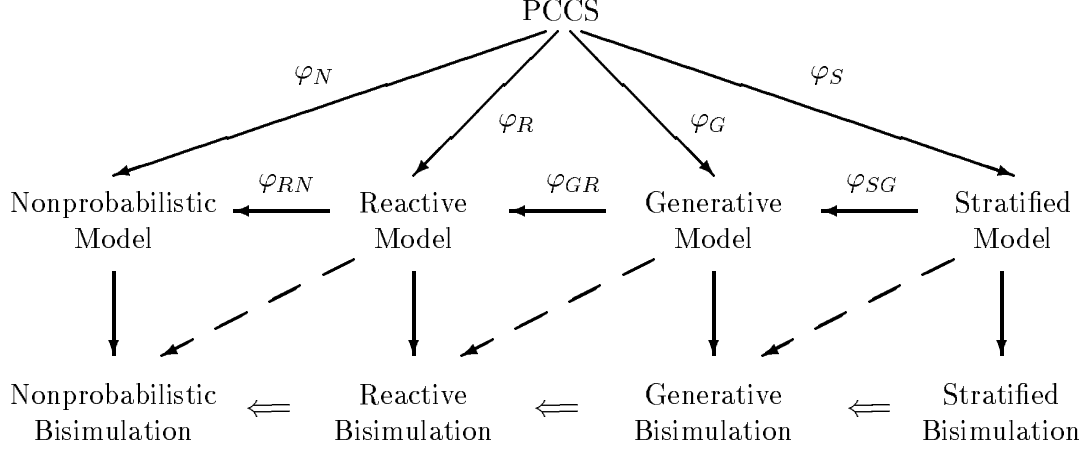 PCCS
φN φS
φR φG
φRN φGR φSG
Nonprobabilistic Reactive Generative Stratified
Model Model Model Model
Nonprobabilistic ⇐ Reactive ⇐ Generative ⇐ Stratified
Bisimulation Bisimulation Bisimulation Bisimulation